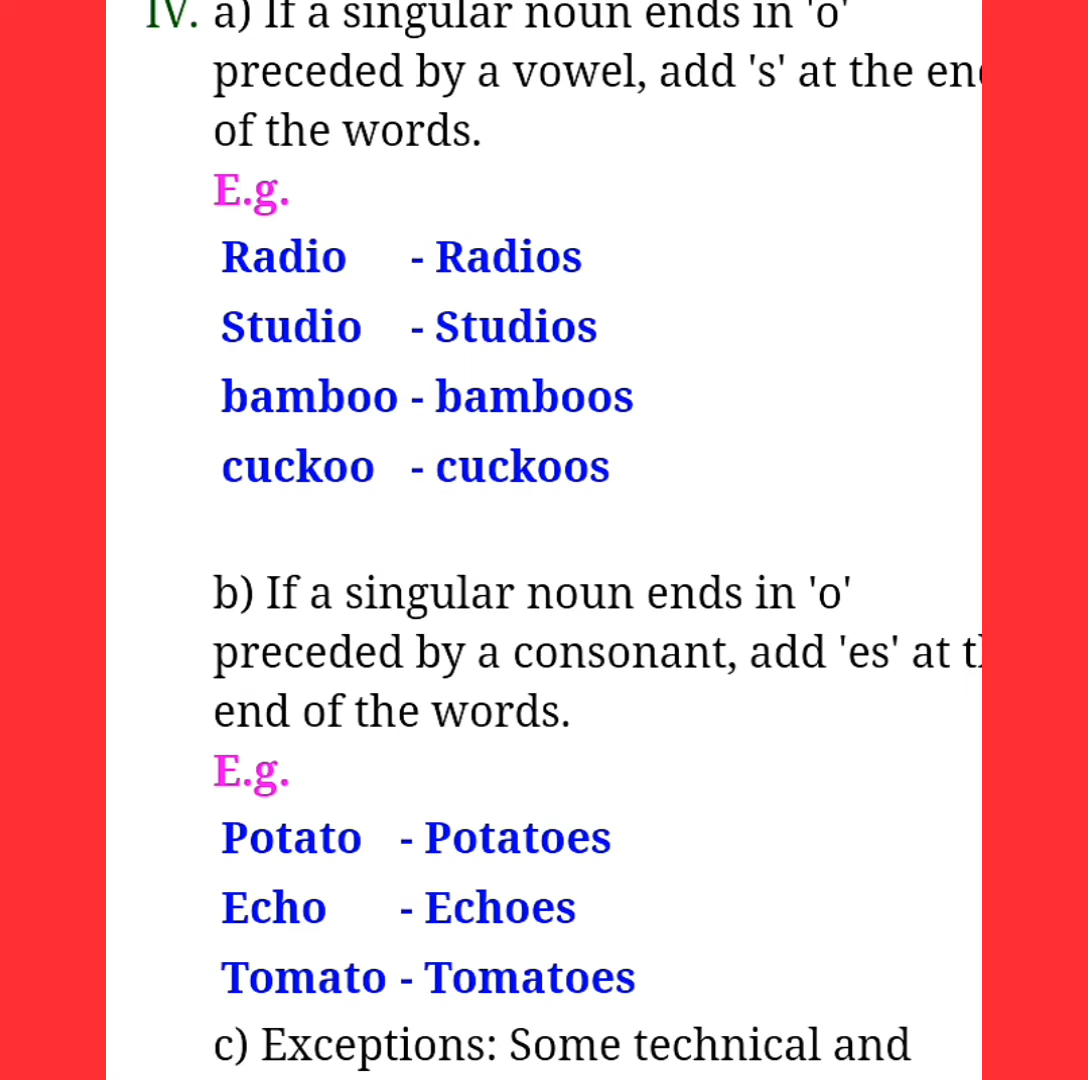 IV. a) If a singular noun ends in 'o'
preceded by a vowel, add 's' at the
of the words.
E.g.
Radio - Radios
Studio - Studios
bamboo - bamboos
cuckoo - cuckoos
b) If a singular noun ends in 'o'
preceded by a consonant, add 'es' at
end of the words.
E.g.
Potato - Potatoes
Echo - Echoes
Tomato - Tomatoes
c) Exceptions: Some technical and